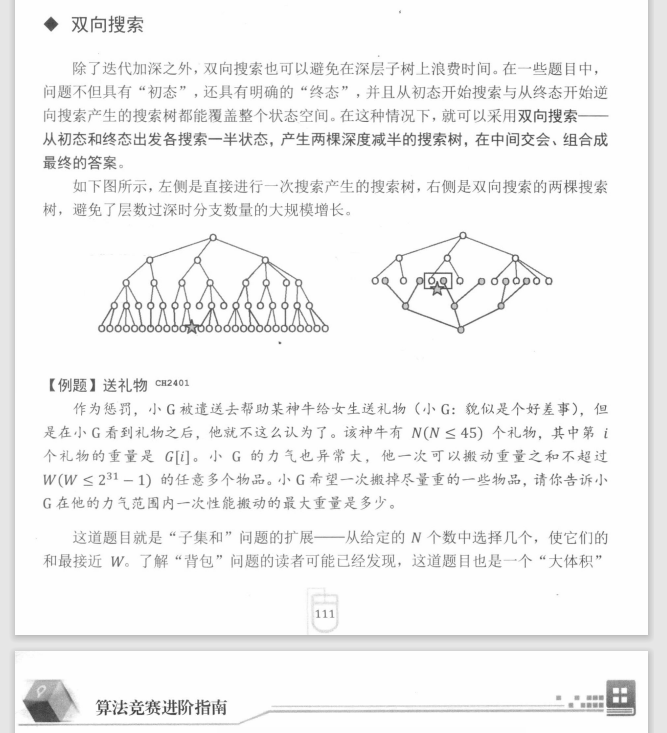 ◆ 双向搜索
除了迭代加深之外，双向搜索也可以避免在深层子树上浪费时间。在一些题目中，
问题不但具有“初态”，还具有明确的“终态”，并且从初态开始搜索与从终态开始逆
向搜索产生的搜索树都能覆盖整个状态空间。在这种情况下，就可以采用双向搜索——
从初态和终态出发各搜索一半状态，产生两棵深度减半的搜索树，在中间交会、组合成
最终的答案。
如下图所示，左侧是直接进行一次搜索产生的搜索树，右侧是双向搜索的两棵搜索
树，避免了层数过深时分支数量的大规模增长。
【例题】送礼物 CH2401
作为惩罚，小 G 被遣送去帮助某神牛给女生送礼物（小 G：貌似是个好差事），但
是在小 G 看到礼物之后，他就不这么认为了。该神牛有 N(N ≤ 45) 个礼物，其中第 i
个礼物的重量是 G[i]。小 G 的力气也异常大，他一次可以搬动重量之和不超过
W(W ≤ 2³¹ − 1) 的任意多个物品。小 G 希望一次搬掉尽量重的一些物品，请你告诉小
G 在他的力气范围内一次性能搬动的最大重量是多少。
这道题目就是“子集和”问题的扩展——从给定的 N 个数中选择几个，使它们的
和最接近 W。了解“背包”问题的读者可能已经发现，这道题目也是一个“大体积”
111
算法竞赛进阶指南